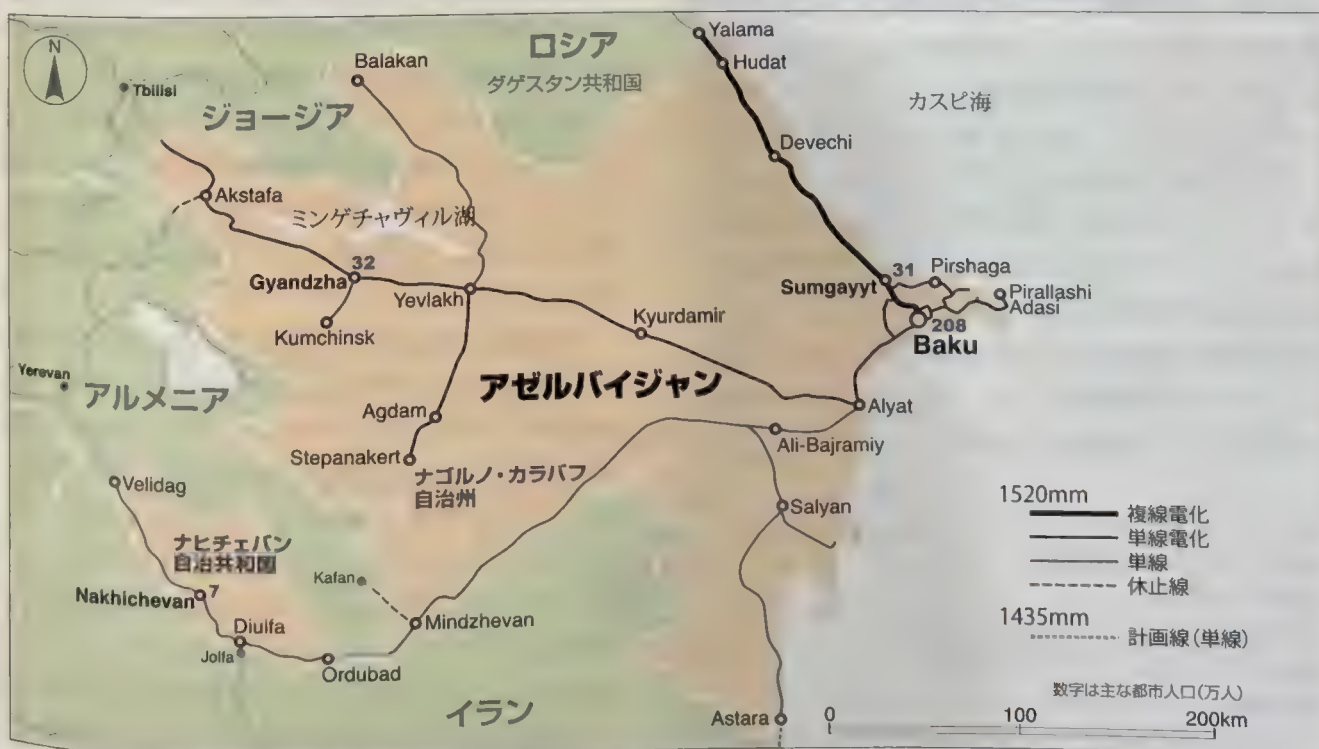 N
Tbilisi
Balakan
ロシア
ダゲスタン共和国
Yalama
Hudat
カスピ海
ジョージア
Devechi
Akstafa
ミンゲチャヴィル湖
32
Gyandzha
Yevlakh
31
Sumgayyt
Pirshaga
Pirallashi
Adasi
208
Baku
Kumchinsk
Kyurdamir
Yerevan
アルメニア
アゼルバイジャン
Agdam
Alyat
Ali-Bajramiy
Stepanakert
ナゴルノ・カラバフ
自治州
Velidag
Salyan
ナヒチェバン
自治共和国
Kafan
Nakhichevan
7
Mindzhevan
Diulfa
Jolfa
Ordubad
イラン
Astara
1520mm
複線電化
単線電化
単線
休止線
1435mm
計画線(単線)
数字は主な都市人口(万人)
0 100 200km